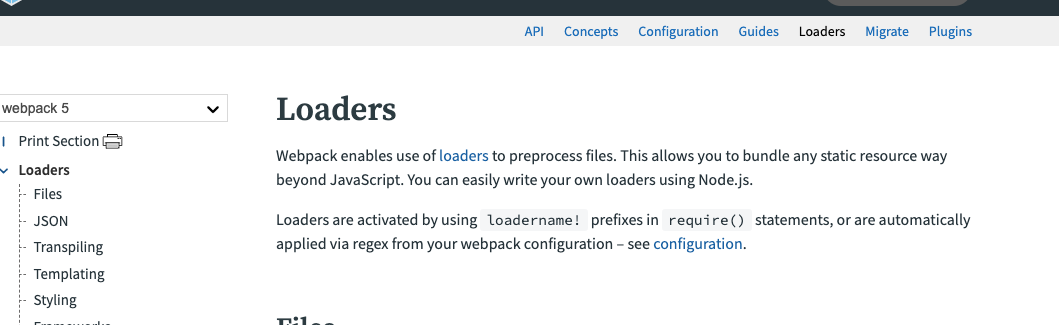 API Concepts Configuration Guides Loaders Migrate Plugins
webpack 5
Print Section
Loaders
Files
JSON
Transpiling
Templating
Styling
Loaders
Webpack enables use of loaders to preprocess files. This allows you to bundle any static resource way
beyond JavaScript. You can easily write your own loaders using Node.js.
Loaders are activated by using loadername! prefixes in require() statements, or are automatically
applied via regex from your webpack configuration – see configuration.
Files